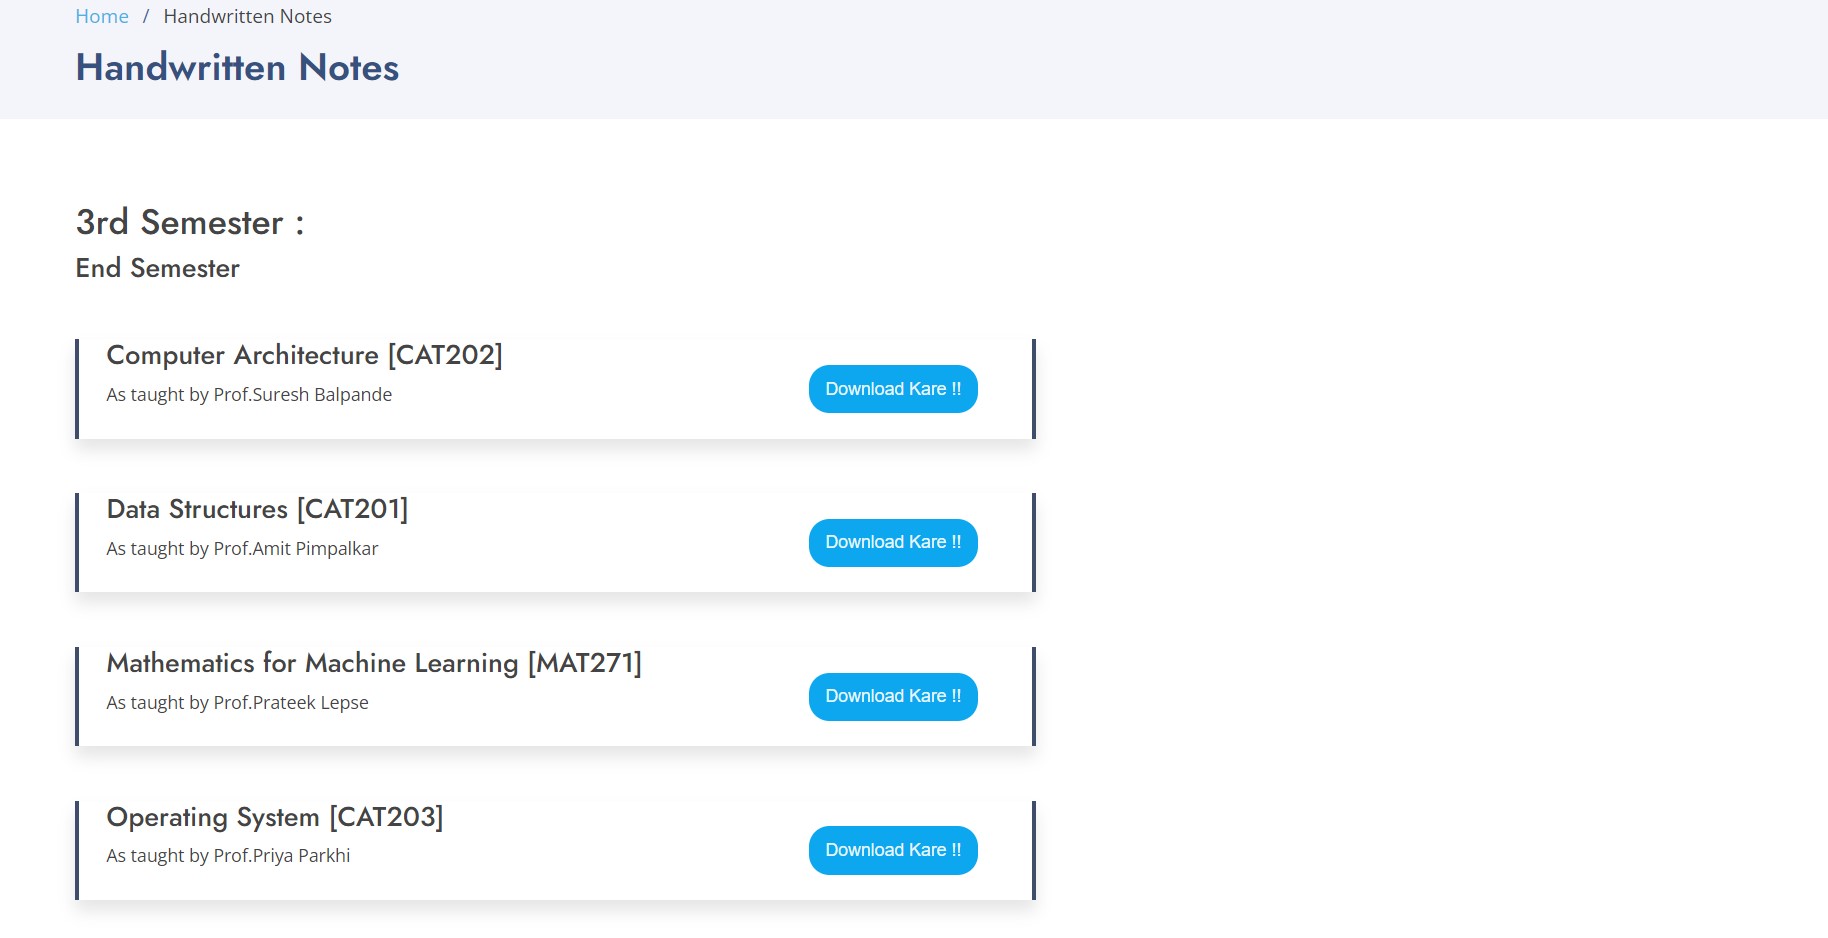 Home / Handwritten Notes
Handwritten Notes
3rd Semester :
End Semester
Computer Architecture [CAT202]
As taught by Prof.Suresh Balpande
Download Kare !!
Data Structures [CAT201]
As taught by Prof.Amit Pimpalkar
Download Kare !!
Mathematics for Machine Learning [MAT271]
As taught by Prof.Prateek Lepse
Download Kare !!
Operating System [CAT203]
As taught by Prof.Priya Parkhi
Download Kare !!